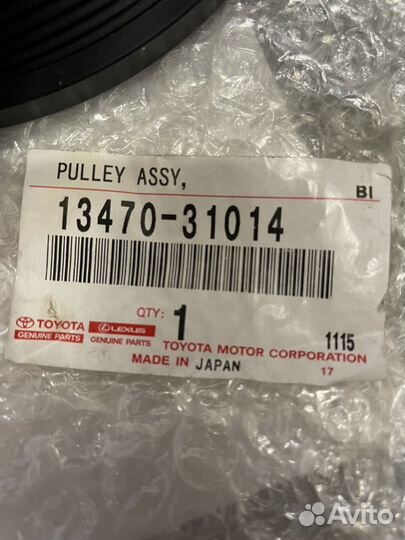 PULLEY ASSY,
BI
13470-31014
QTY: 1
TOYOTA
GENUINE PARTS
LEXUS
GENUINE PARTS
1115
TOYOTA MOTOR CORPORATION
MADE IN JAPAN
17
Avito